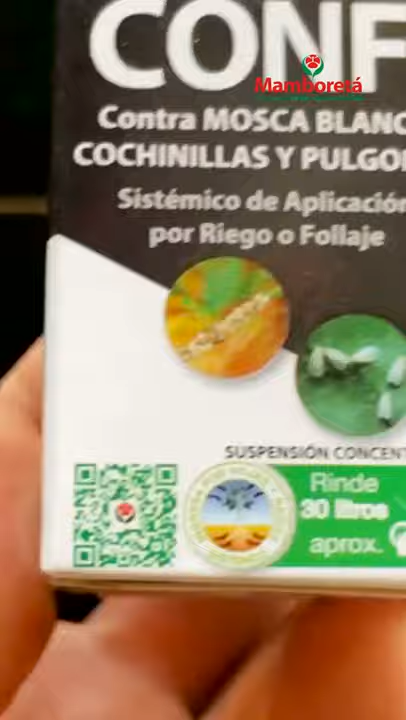 CONF
Mamboretá
Contra MOSCA BLANC
COCHINILLAS Y PULGO
Sistémico de Aplicación
por Riego o Follaje
SUSPENSIÓN CONCENT
Rinde
30 litros
aprox.